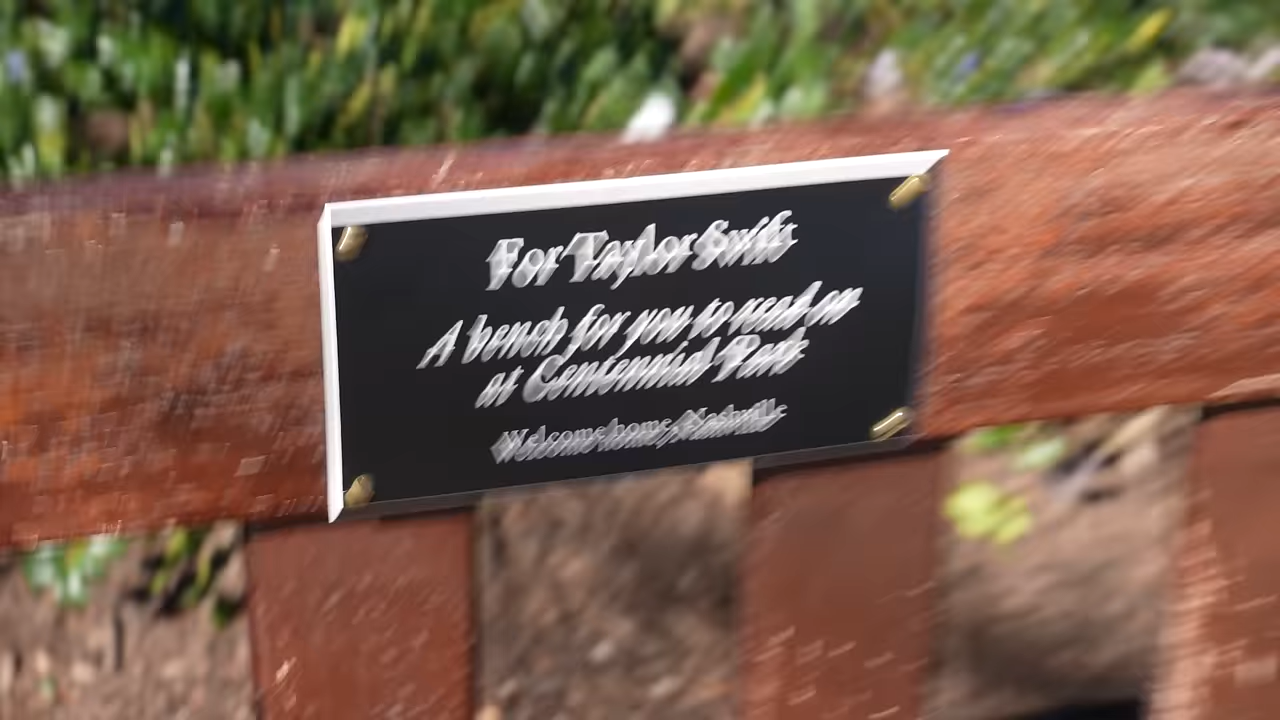 For Taylor Swift
A bench for you to read on
at Centennial Park
Welcome home, Nashville